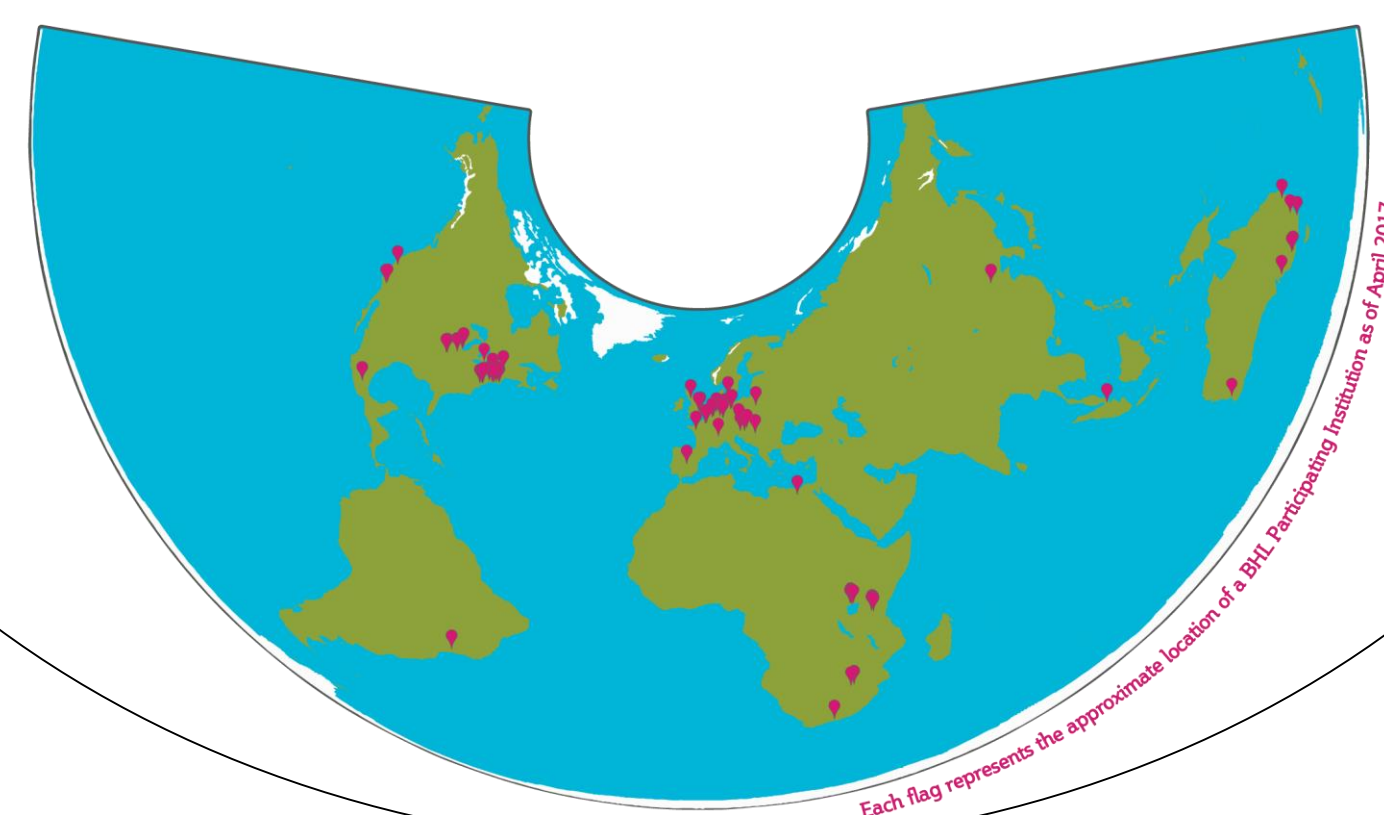 Each flag represents the approximate location of a BHL Participating Institution as of April 2017